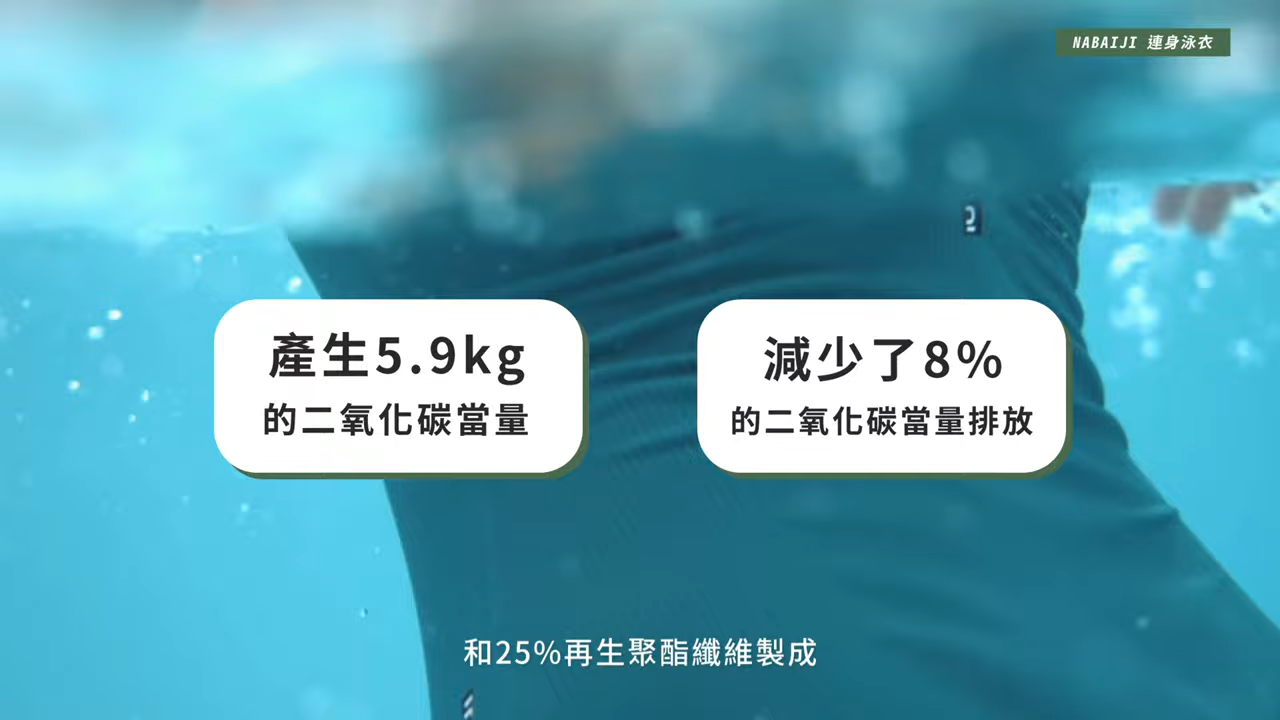 NABAIJI 連身泳衣
產生5.9kg
的二氧化碳當量
減少了8%
的二氧化碳當量排放
和25%再生聚酯纖維製成